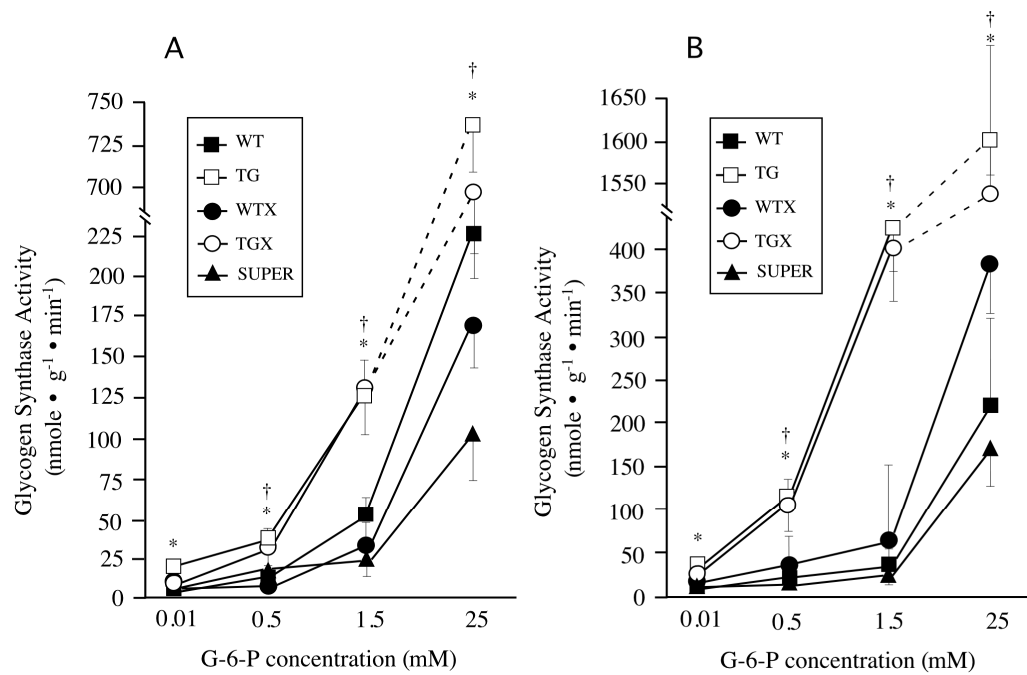 A
†
*
750
725
700
225
200
175
150
125
100
75
50
25
0
WT
TG
WTX
TGX
SUPER
†
*
†
*
*
0.01
0.5
1.5
25
G-6-P concentration (mM)
Glycogen Synthase Activity
(nmole • g⁻¹ • min⁻¹)
B
†
*
1650
1600
1550
400
350
300
250
200
150
100
50
0
WT
TG
WTX
TGX
SUPER
†
*
†
*
*
0.01
0.5
1.5
25
G-6-P concentration (mM)
Glycogen Synthase Activity
(nmole • g⁻¹ • min⁻¹)